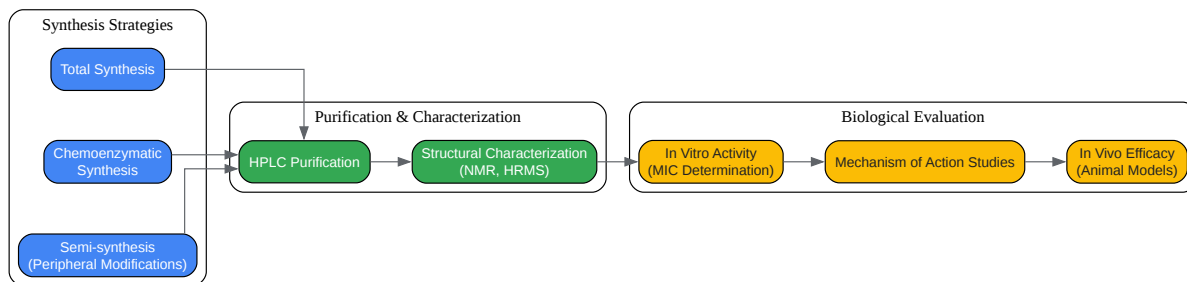 Synthesis Strategies
Total Synthesis
Chemoenzymatic
Synthesis
Semi-synthesis
(Peripheral Modifications)
Purification & Characterization
HPLC Purification
Structural Characterization
(NMR, HRMS)
Biological Evaluation
In Vitro Activity
(MIC Determination)
Mechanism of Action Studies
In Vivo Efficacy
(Animal Models)